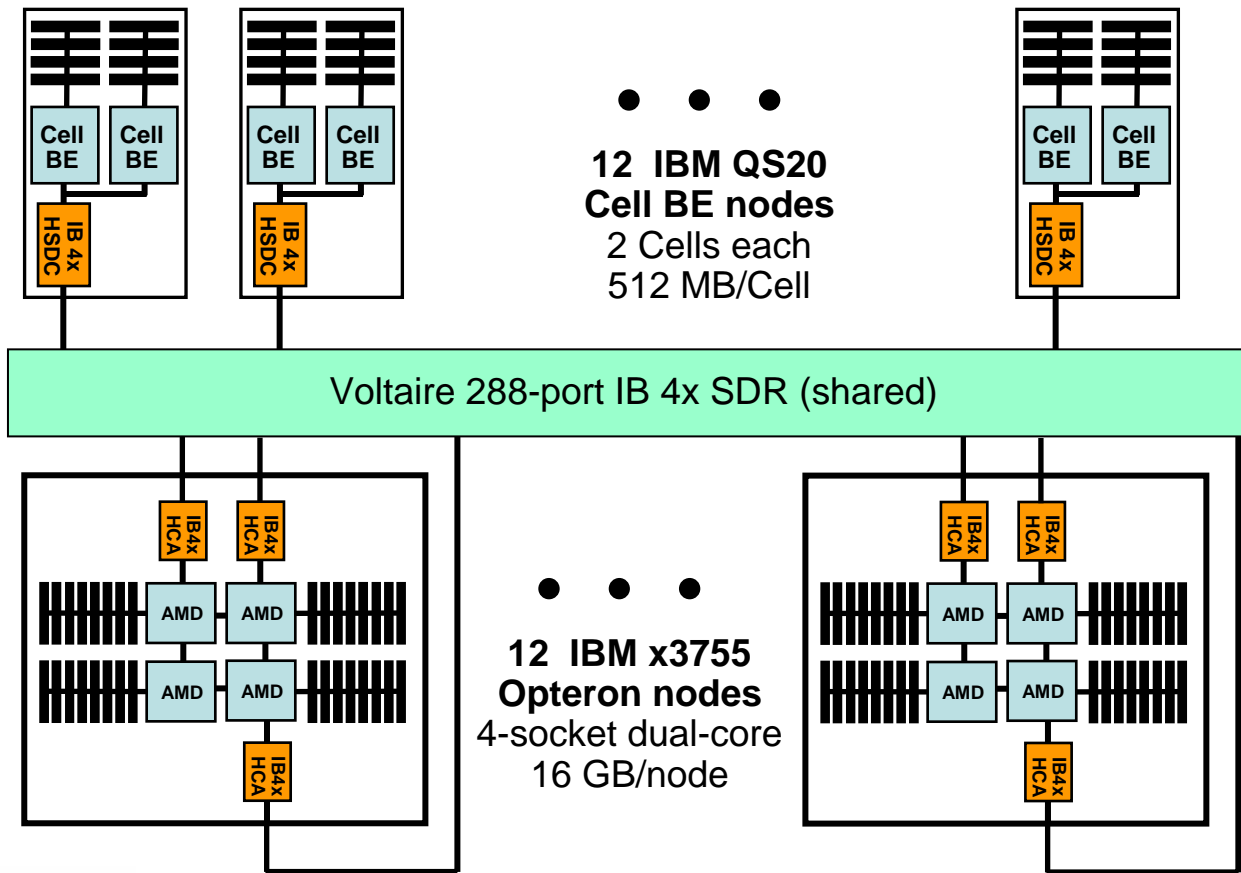 Cell
BE
Cell
BE
IB 4x
HSDC
Cell
BE
Cell
BE
IB 4x
HSDC
12 IBM QS20
Cell BE nodes
2 Cells each
512 MB/Cell
Cell
BE
Cell
BE
IB 4x
HSDC
Voltaire 288-port IB 4x SDR (shared)
IB4x
HCA
IB4x
HCA
AMD
AMD
AMD
AMD
IB4x
HCA
12 IBM x3755
Opteron nodes
4-socket dual-core
16 GB/node
IB4x
HCA
IB4x
HCA
AMD
AMD
AMD
AMD
IB4x
HCA